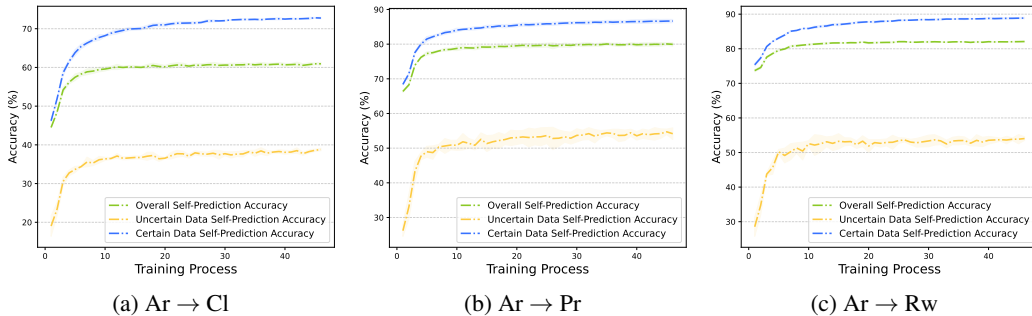 70
60
50
40
30
20
Accuracy (%)
0 10 20 30 40
Training Process
Overall Self-Prediction Accuracy
Uncertain Data Self-Prediction Accuracy
Certain Data Self-Prediction Accuracy
(a) Ar → Cl
90
80
70
60
50
40
30
Accuracy (%)
0 10 20 30 40
Training Process
Overall Self-Prediction Accuracy
Uncertain Data Self-Prediction Accuracy
Certain Data Self-Prediction Accuracy
(b) Ar → Pr
90
80
70
60
50
40
30
Accuracy (%)
0 10 20 30 40
Training Process
Overall Self-Prediction Accuracy
Uncertain Data Self-Prediction Accuracy
Certain Data Self-Prediction Accuracy
(c) Ar → Rw